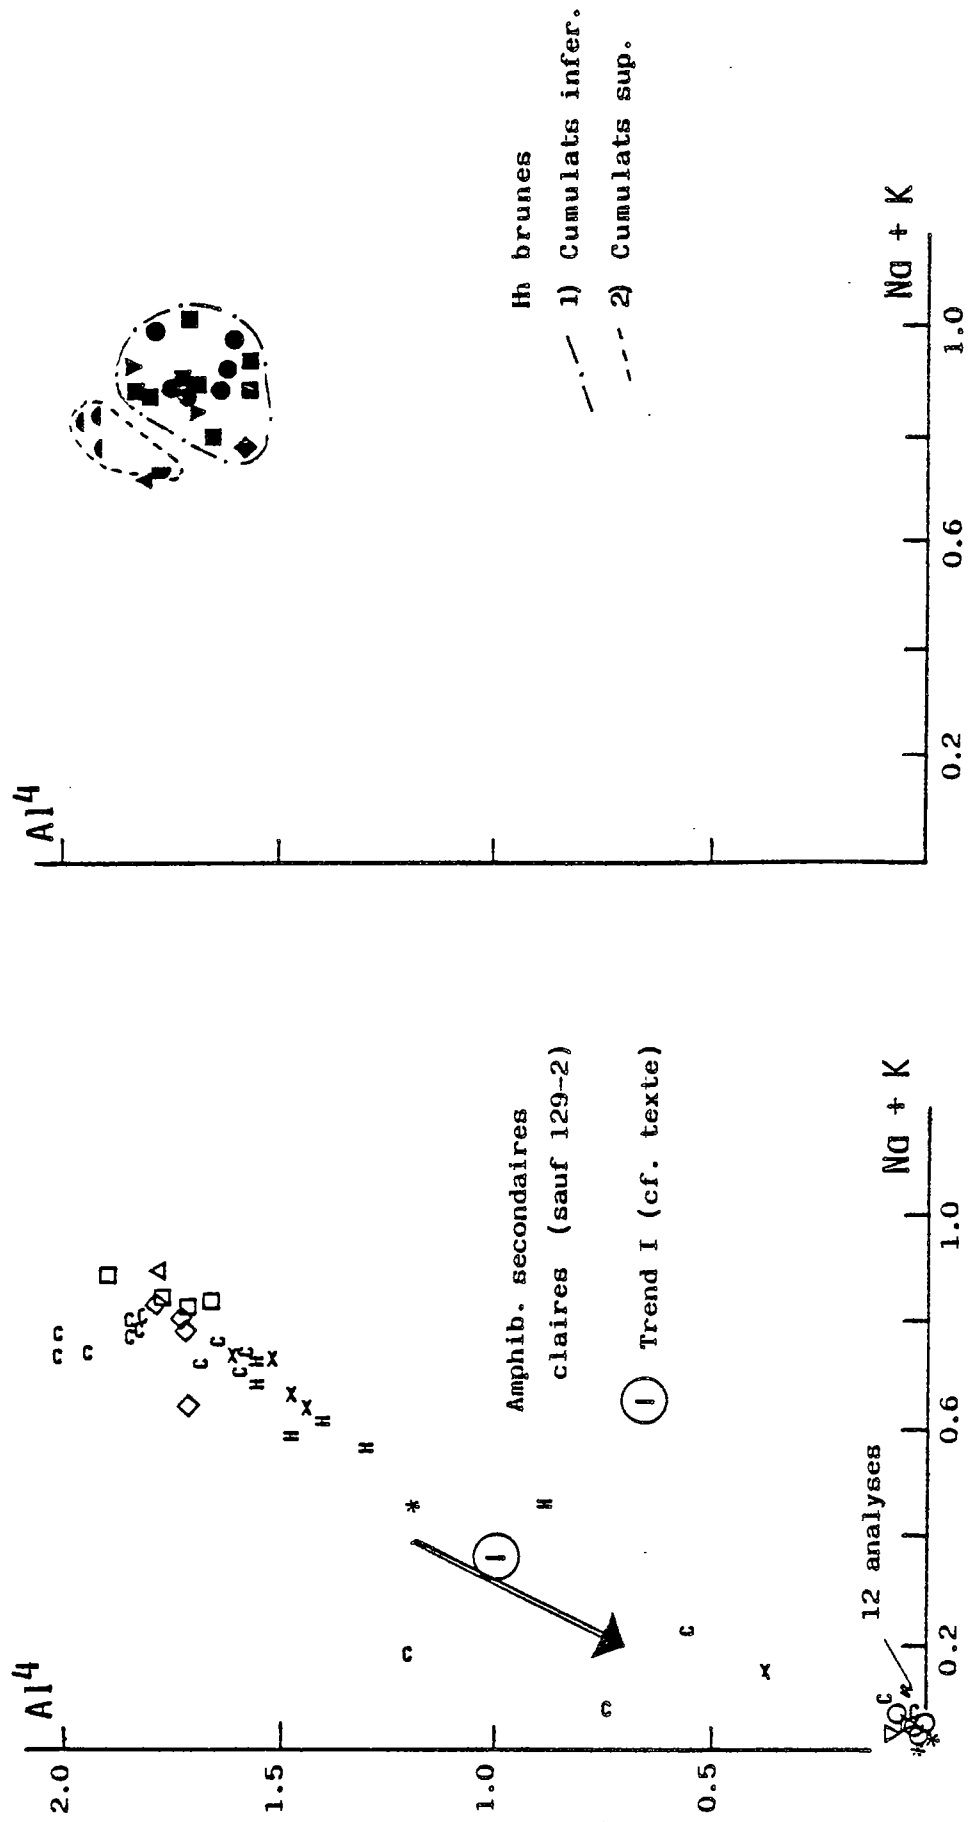 Al4
Hb brunes
1) Cumulats infer.
2) Cumulats sup.
Na + K
0.2
0.6
1.0
Al4
2.0
1.5
1.0
0.5
Amphib. secondaires
claires (sauf 129-2)
I Trend I (cf. texte)
I
12 analyses
Na + K
0.2
0.6
1.0